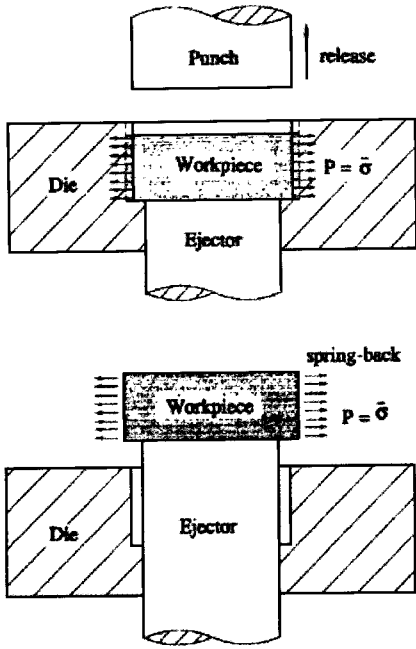 Punch
release
Workpiece
P = σ̄
Die
Ejector
spring-back
Workpiece
P = σ̄
Ejector
Die